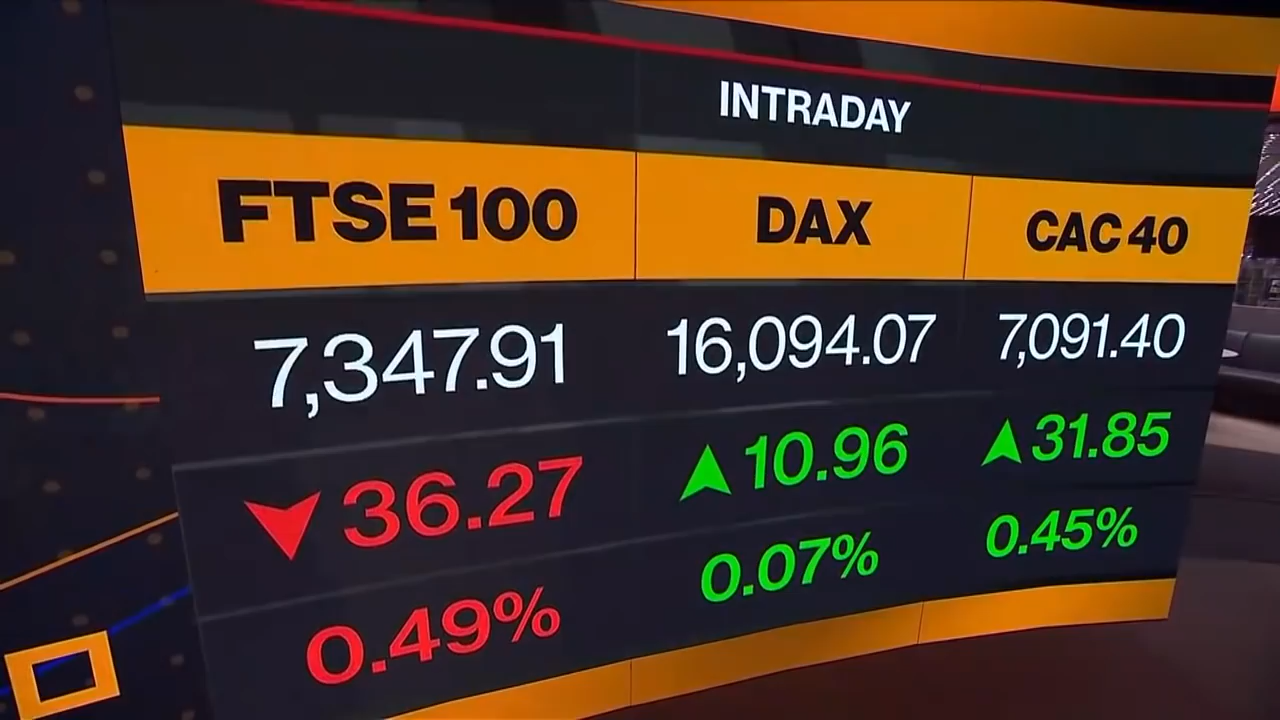 INTRADAY
FTSE 100 DAX CAC 40
7,347.91 16,094.07 7,091.40
▼36.27 ▲10.96 ▲31.85
0.49% 0.07% 0.45%